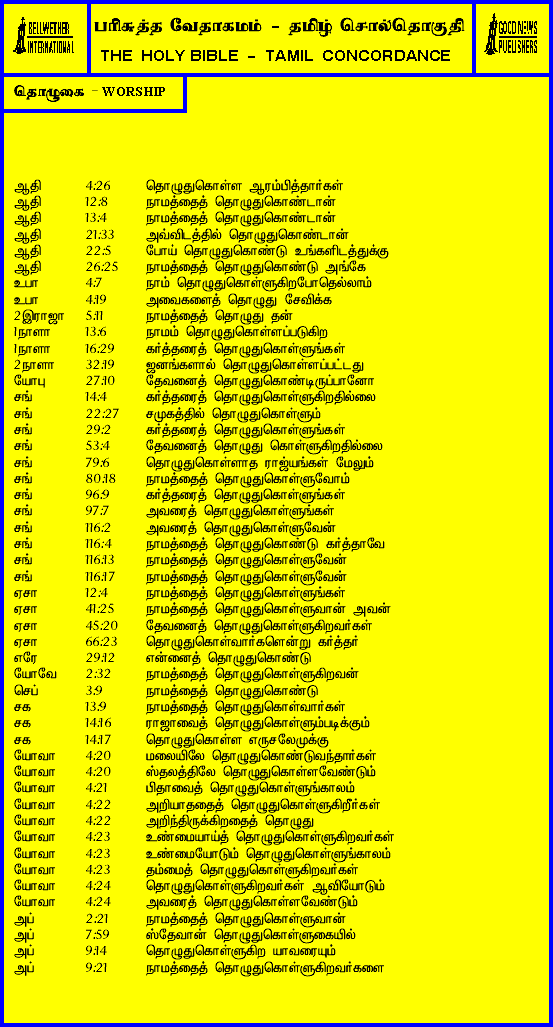 BELLWETHER
INTERNATIONAL
பரிசுத்த வேதாகமம் – தமிழ் சொல்தொகுதி
THE HOLY BIBLE – TAMIL CONCORDANCE
GOOD NEWS
PUBLISHERS
தொழுகை – WORSHIP
ஆதி 4:26 தொழுதுகொள்ள ஆரம்பித்தார்கள்
ஆதி 12:8 நாமத்தைத் தொழுதுகொண்டான்
ஆதி 13:4 நாமத்தைத் தொழுதுகொண்டான்
ஆதி 21:33 அவ்விடத்தில் தொழுதுகொண்டான்
ஆதி 22:5 போய் தொழுதுகொண்டு உங்களிடத்துக்கு
ஆதி 26:25 நாமத்தைத் தொழுதுகொண்டு அங்கே
உபா 4:7 நாம் தொழுதுகொள்ளுகிறபோதெல்லாம்
உபா 4:19 அவைகளைத் தொழுது சேவிக்க
2இராஜா 5:11 நாமத்தைத் தொழுது தன்
1நாளா 13:6 நாமம் தொழுதுகொள்ளப்படுகிற
1நாளா 16:29 கர்த்தரைத் தொழுதுகொள்ளுங்கள்
2நாளா 32:19 ஜனங்களால் தொழுதுகொள்ளப்பட்டது
யோபு 27:10 தேவனைத் தொழுதுகொண்டிருப்பானோ
சங் 14:4 கர்த்தரைத் தொழுதுகொள்ளுகிறதில்லை
சங் 22:27 சமுகத்தில் தொழுதுகொள்ளும்
சங் 29:2 கர்த்தரைத் தொழுதுகொள்ளுங்கள்
சங் 53:4 தேவனைத் தொழுது கொள்ளுகிறதில்லை
சங் 79:6 தொழுதுகொள்ளாத ராஜ்யங்கள் மேலும்
சங் 80:18 நாமத்தைத் தொழுதுகொள்ளுவோம்
சங் 96:9 கர்த்தரைத் தொழுதுகொள்ளுங்கள்
சங் 97:7 அவரைத் தொழுதுகொள்ளுங்கள்
சங் 116:2 அவரைத் தொழுதுகொள்ளுவேன்
சங் 116:4 நாமத்தைத் தொழுதுகொண்டு கர்த்தாவே
சங் 116:13 நாமத்தைத் தொழுதுகொள்ளுவேன்
சங் 116:17 நாமத்தைத் தொழுதுகொள்ளுவேன்
ஏசா 12:4 நாமத்தைத் தொழுதுகொள்ளுங்கள்
ஏசா 41:25 நாமத்தைத் தொழுதுகொள்ளுவான் அவன்
ஏசா 45:20 தேவனைத் தொழுதுகொள்ளுகிறவர்கள்
ஏசா 66:23 தொழுதுகொள்வார்களென்று கர்த்தர்
எரே 29:12 என்னைத் தொழுதுகொண்டு
யோவே 2:32 நாமத்தைத் தொழுதுகொள்ளுகிறவன்
செப் 3:9 நாமத்தைத் தொழுதுகொண்டு
சக 13:9 நாமத்தைத் தொழுதுகொள்வார்கள்
சக 14:16 ராஜாவைத் தொழுதுகொள்ளும்படிக்கும்
சக 14:17 தொழுதுகொள்ள எருசலேமுக்கு
யோவா 4:20 மலையிலே தொழுதுகொண்டுவந்தார்கள்
யோவா 4:20 ஸ்தலத்திலே தொழுதுகொள்ளவேண்டும்
யோவா 4:21 பிதாவைத் தொழுதுகொள்ளுங்காலம்
யோவா 4:22 அறியாததைத் தொழுதுகொள்ளுகிறீர்கள்
யோவா 4:22 அறிந்திருக்கிறதைத் தொழுது
யோவா 4:23 உண்மையாய்த் தொழுதுகொள்ளுகிறவர்கள்
யோவா 4:23 உண்மையோடும் தொழுதுகொள்ளுங்காலம்
யோவா 4:23 தம்மைத் தொழுதுகொள்ளுகிறவர்கள்
யோவா 4:24 தொழுதுகொள்ளுகிறவர்கள் ஆவியோடும்
யோவா 4:24 அவரைத் தொழுதுகொள்ளவேண்டும்
அப் 2:21 நாமத்தைத் தொழுதுகொள்ளுவான்
அப் 7:59 ஸ்தேவான் தொழுதுகொள்ளுகையில்
அப் 9:14 தொழுதுகொள்ளுகிற யாவரையும்
அப் 9:21 நாமத்தைத் தொழுதுகொள்ளுகிறவர்களை